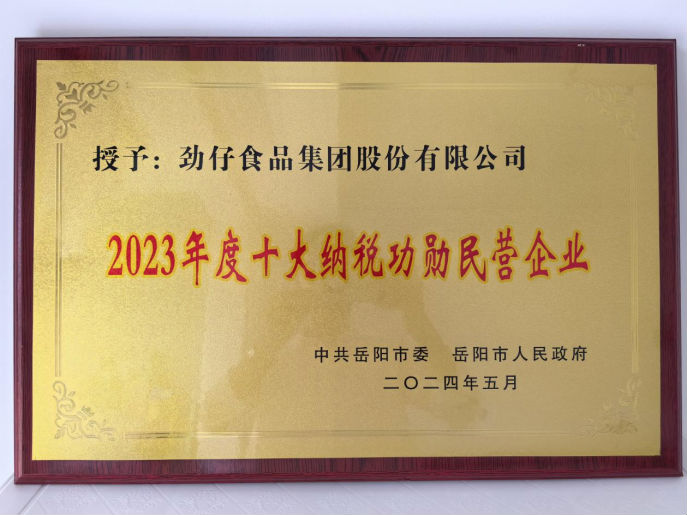 授予：劲仔食品集团股份有限公司
2023年度十大纳税功勋民营企业
中共岳阳市委　岳阳市人民政府
二〇二四年五月